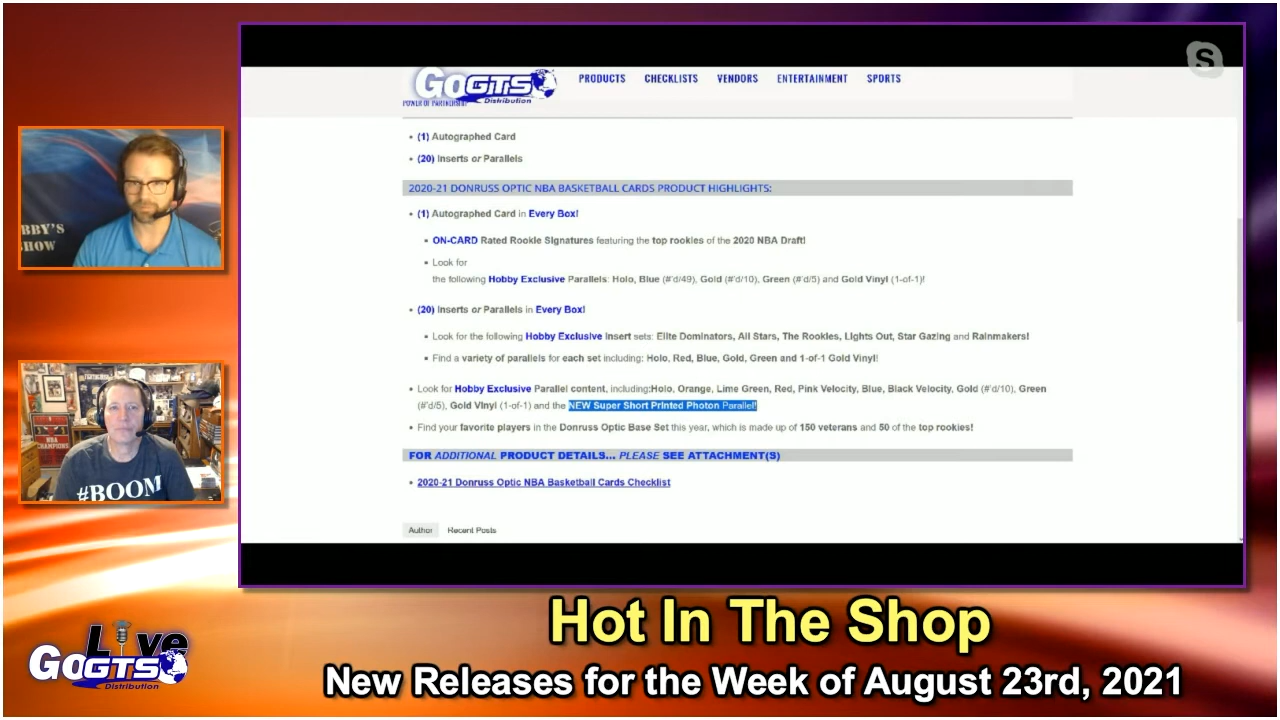 S
GOGTS
Distribution
POWER OF PARTNERSHIP
PRODUCTS CHECKLISTS VENDORS ENTERTAINMENT SPORTS
• (1) Autographed Card
• (20) Inserts or Parallels
2020-21 DONRUSS OPTIC NBA BASKETBALL CARDS PRODUCT HIGHLIGHTS:
• (1) Autographed Card in Every Box!
▪ ON-CARD Rated Rookie Signatures featuring the top rookies of the 2020 NBA Draft!
▪ Look for
the following Hobby Exclusive Parallels: Holo, Blue (#'d/49), Gold (#'d/10), Green (#'d/5) and Gold Vinyl (1-of-1)!
• (20) Inserts or Parallels in Every Box!
▪ Look for the following Hobby Exclusive insert sets: Elite Dominators, All Stars, The Rookies, Lights Out, Star Gazing and Rainmakers!
▪ Find a variety of parallels for each set including: Holo, Red, Blue, Gold, Green and 1-of-1 Gold Vinyl!
• Look for Hobby Exclusive Parallel content, including:Holo, Orange, Lime Green, Red, Pink Velocity, Blue, Black Velocity, Gold (#'d/10), Green
(#'d/5), Gold Vinyl (1-of-1) and the NEW Super Short Printed Photon Parallel!
• Find your favorite players in the Donruss Optic Base Set this year, which is made up of 150 veterans and 50 of the top rookies!
FOR ADDITIONAL PRODUCT DETAILS... PLEASE SEE ATTACHMENT(S)
• 2020-21 Donruss Optic NBA Basketball Cards Checklist
Author Recent Posts
BBY'S
SHOW
NBA
CHAMPIONS
#BOOM
Live
GOGTS
Distribution
Hot In The Shop
New Releases for the Week of August 23rd, 2021